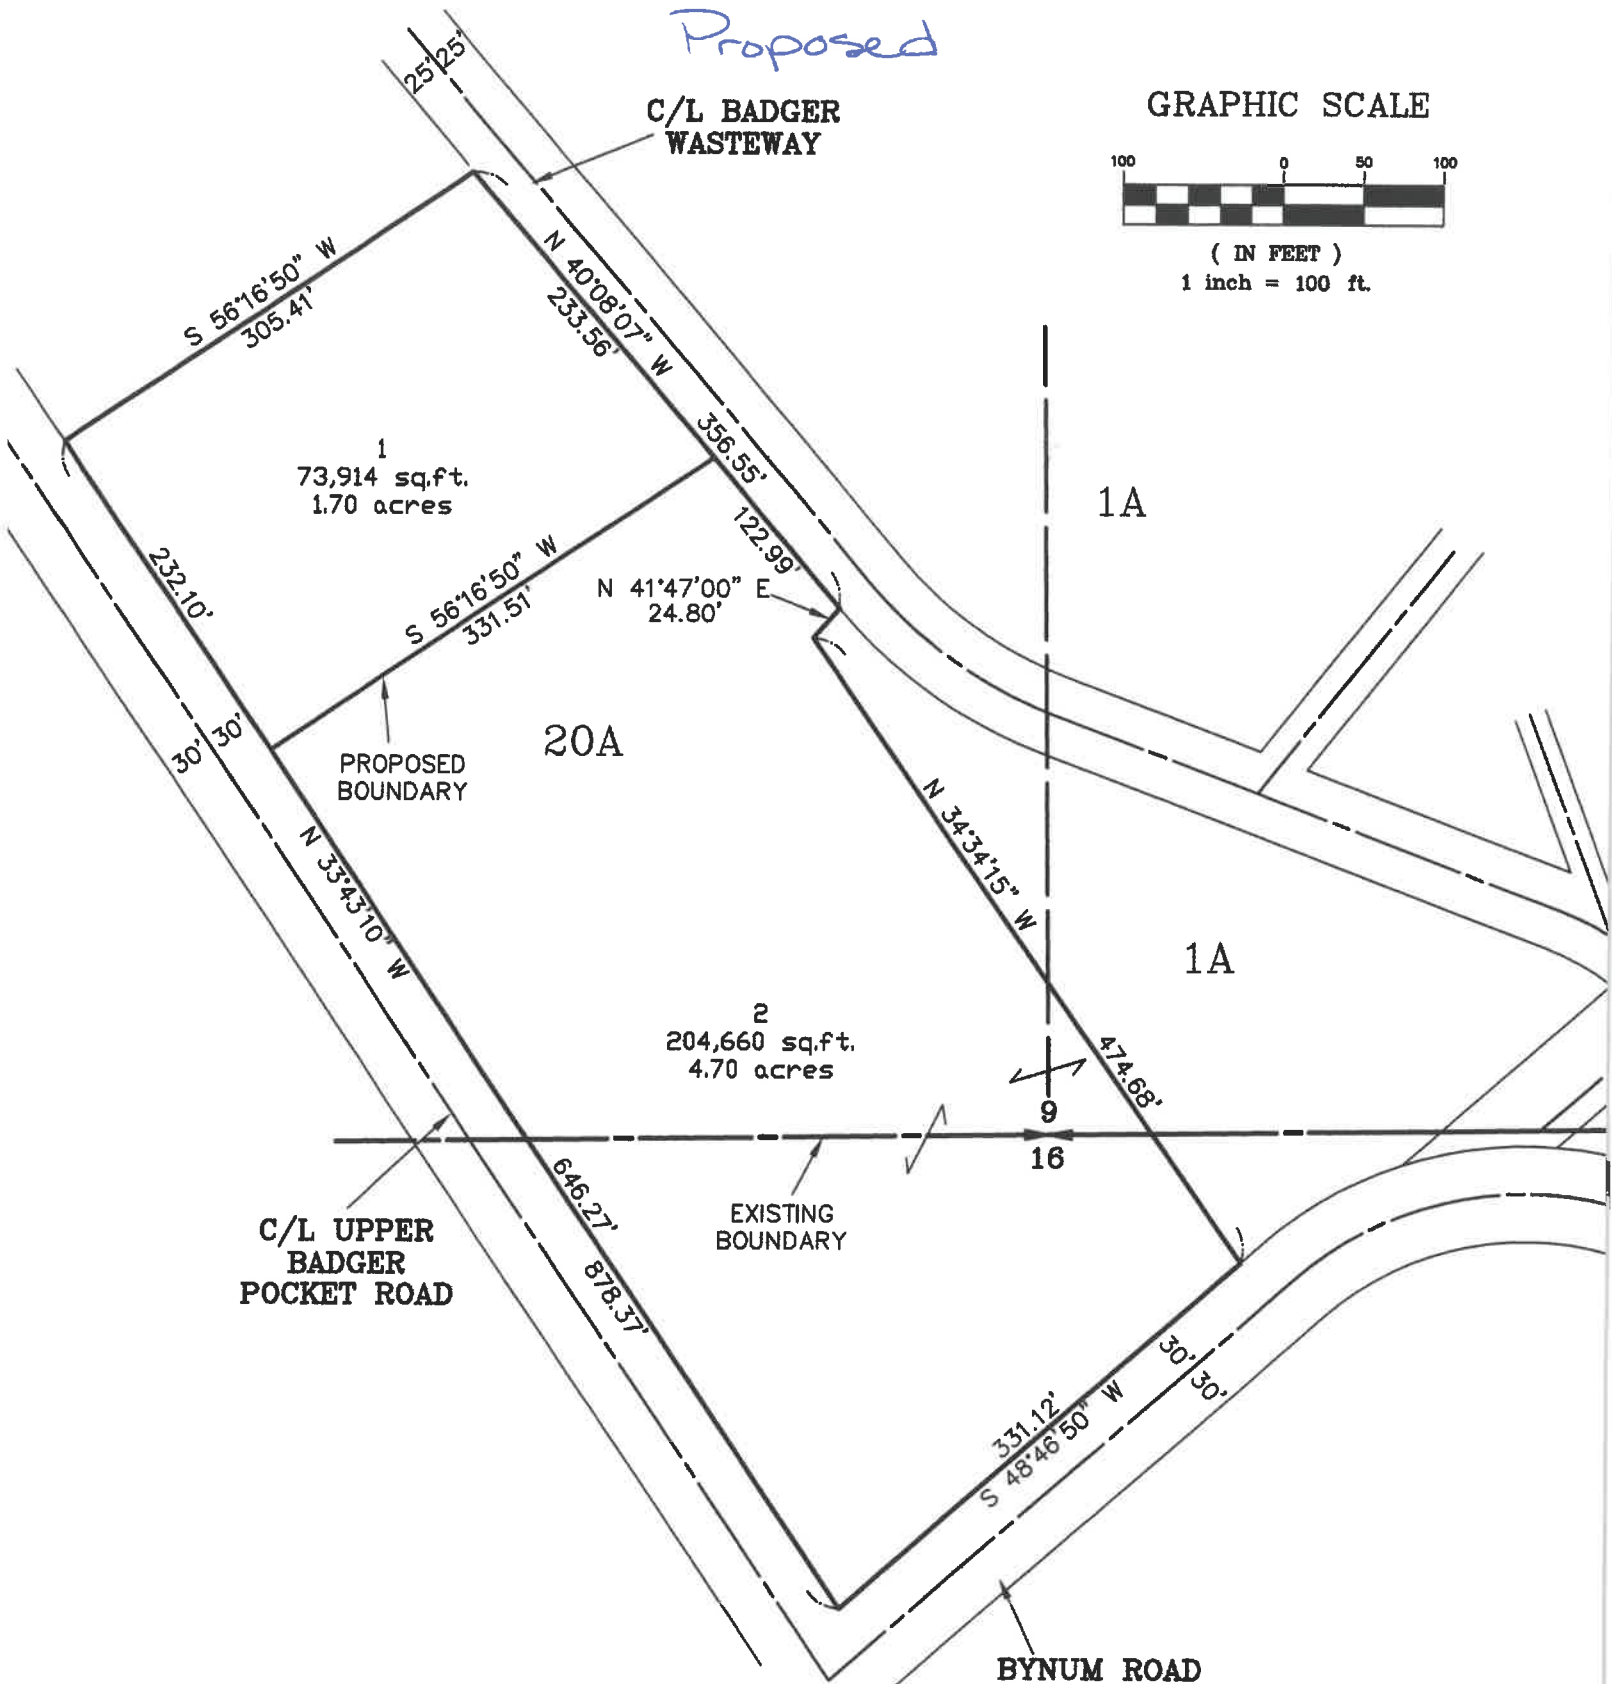 Proposed
25' 25'
C/L BADGER
WASTEWAY
GRAPHIC SCALE
100 0 50 100
( IN FEET )
1 inch = 100 ft.
S 56°16'50" W
305.41'
N 40°08'07" W
233.56'
356.55'
122.99'
1
73,914 sq.ft.
1.70 acres
1A
232.10'
S 56°16'50" W
331.51'
N 41°47'00" E
24.80'
30' 30'
PROPOSED
BOUNDARY
20A
N 33°43'10" W
N 34°34'15" W
1A
2
204,660 sq.ft.
4.70 acres
474.68'
9
16
646.27'
EXISTING
BOUNDARY
C/L UPPER
BADGER
POCKET ROAD
878.37'
30'
30'
331.12'
S 48°46'50" W
BYNUM ROAD